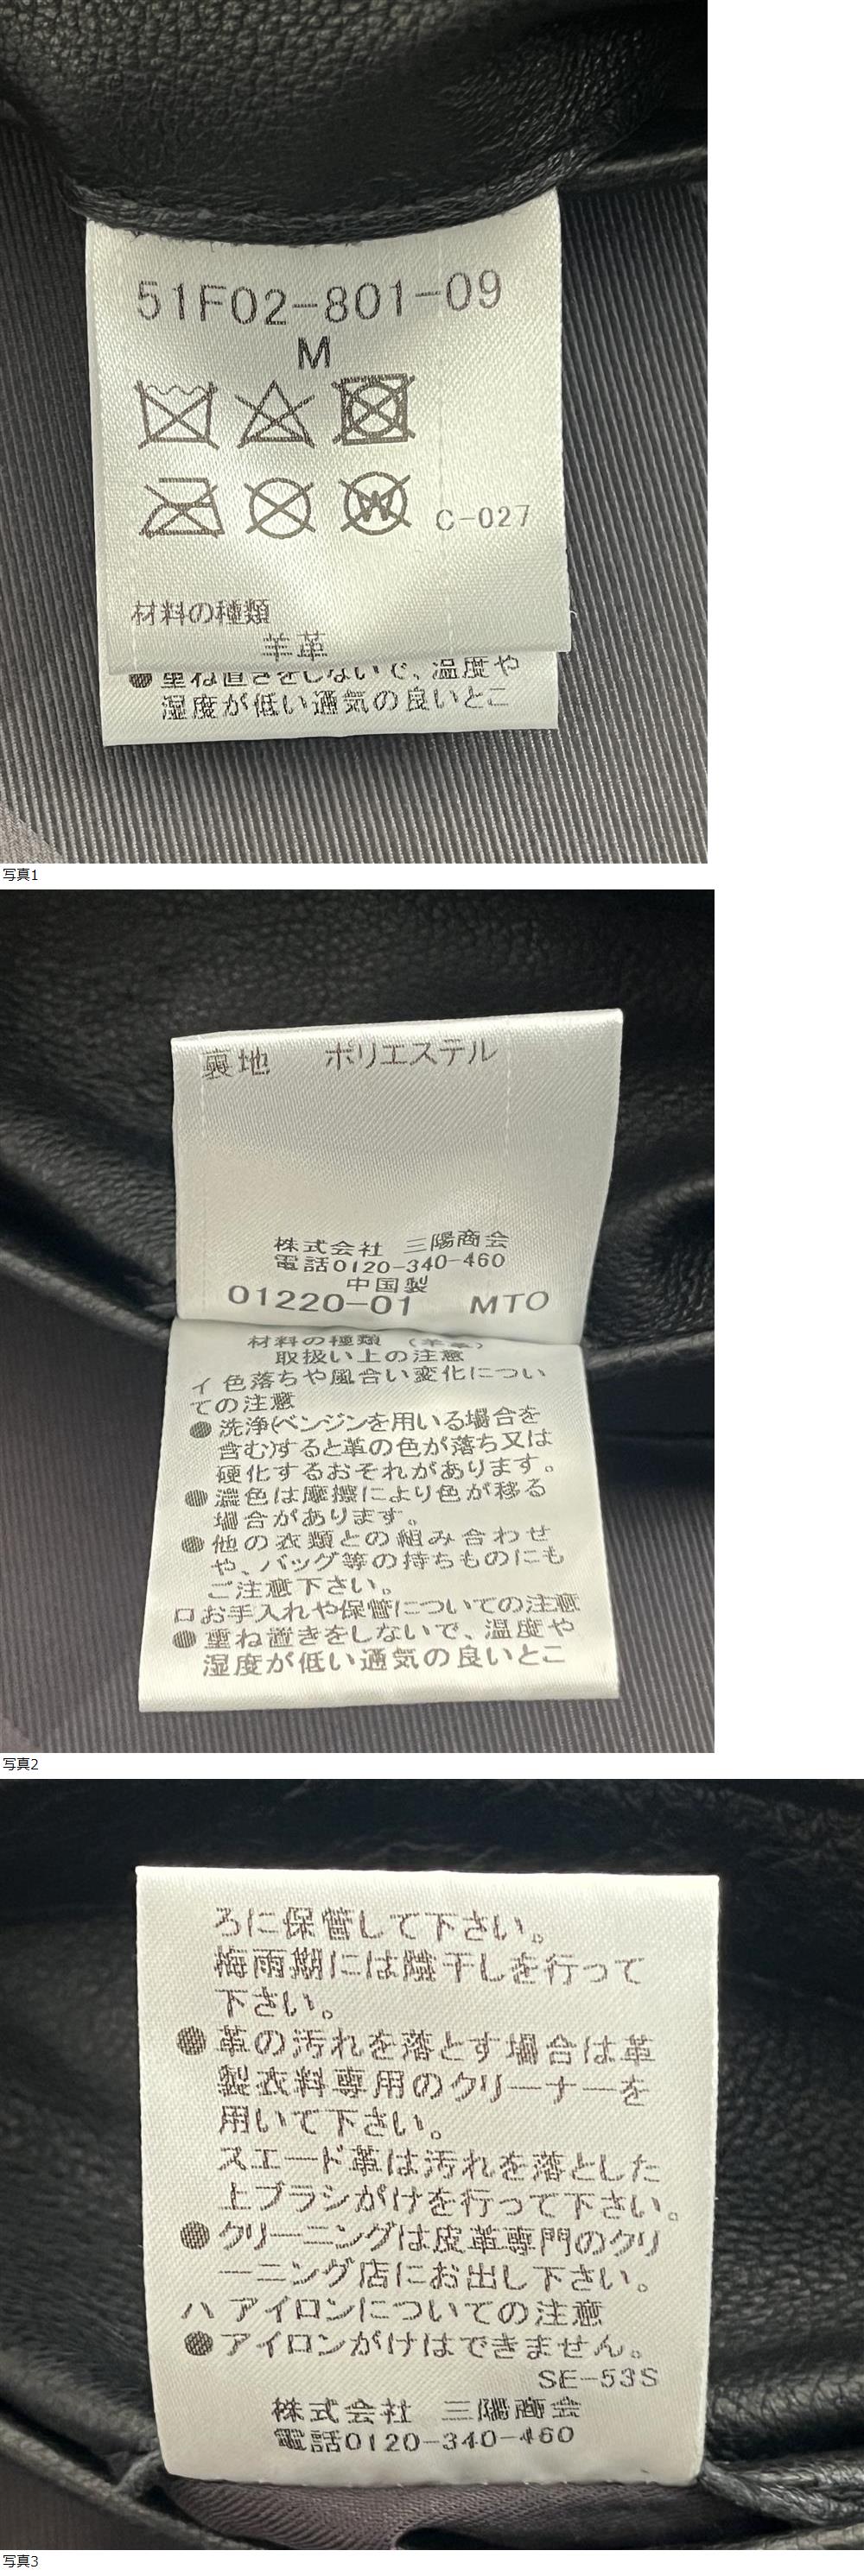 51F02-801-09
M
W
C-027
材料の種類
羊革
●重ね置きをしないで、温度や
湿度が低い通気の良いとこ
写真1
裏地 ポリエステル
株式会社 三陽商会
電話0120-340-460
中国製
01220-01 MTO
材料の種類 (羊革)
取扱い上の注意
イ 色落ちや風合い変化につい
ての注意
●洗浄(ベンジンを用いる場合を
含む)すると革の色が落ち又は
硬化するおそれがあります。
●濃色は摩擦により色が移る
場合があります。
●他の衣類との組み合わせ
や、バッグ等の持ちものにも
ご注意下さい。
ロお手入れや保管についての注意
●重ね置きをしないで、温度や
湿度が低い通気の良いとこ
写真2
ろに保管して下さい。
梅雨期には陰干しを行って
下さい。
●革の汚れを落とす場合は革
製衣料専用のクリーナーを
用いて下さい。
スエード革は汚れを落とした
上ブラシがけを行って下さい。
●クリーニングは皮革専門のクリ
ーニング店にお出し下さい。
ハ アイロンについての注意
●アイロンがけはできません。
SE-53S
株式会社 三陽商会
電話0120-340-460
写真3